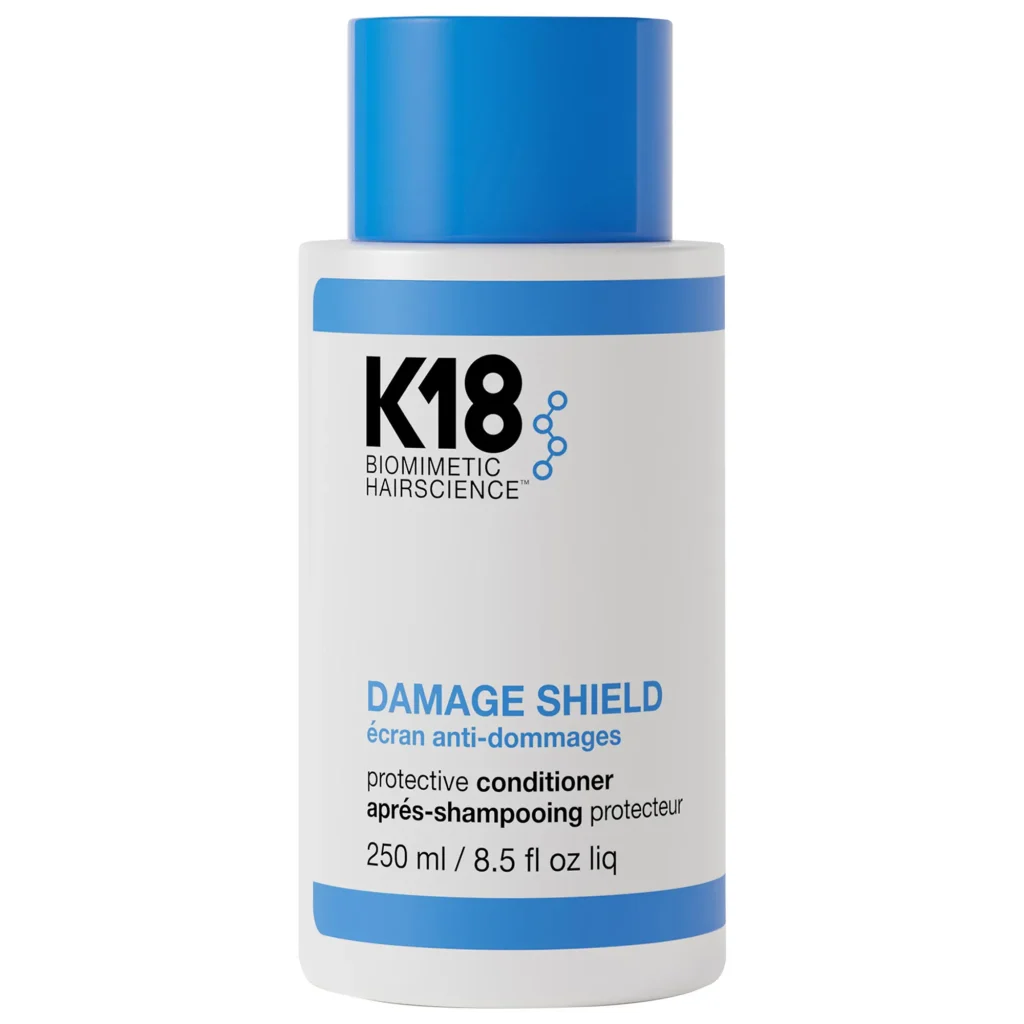 K18
BIOMIMETIC
HAIRSCIENCE™
DAMAGE SHIELD
écran anti-dommages
protective conditioner
aprés-shampooing protecteur
250 ml / 8.5 fl oz liq